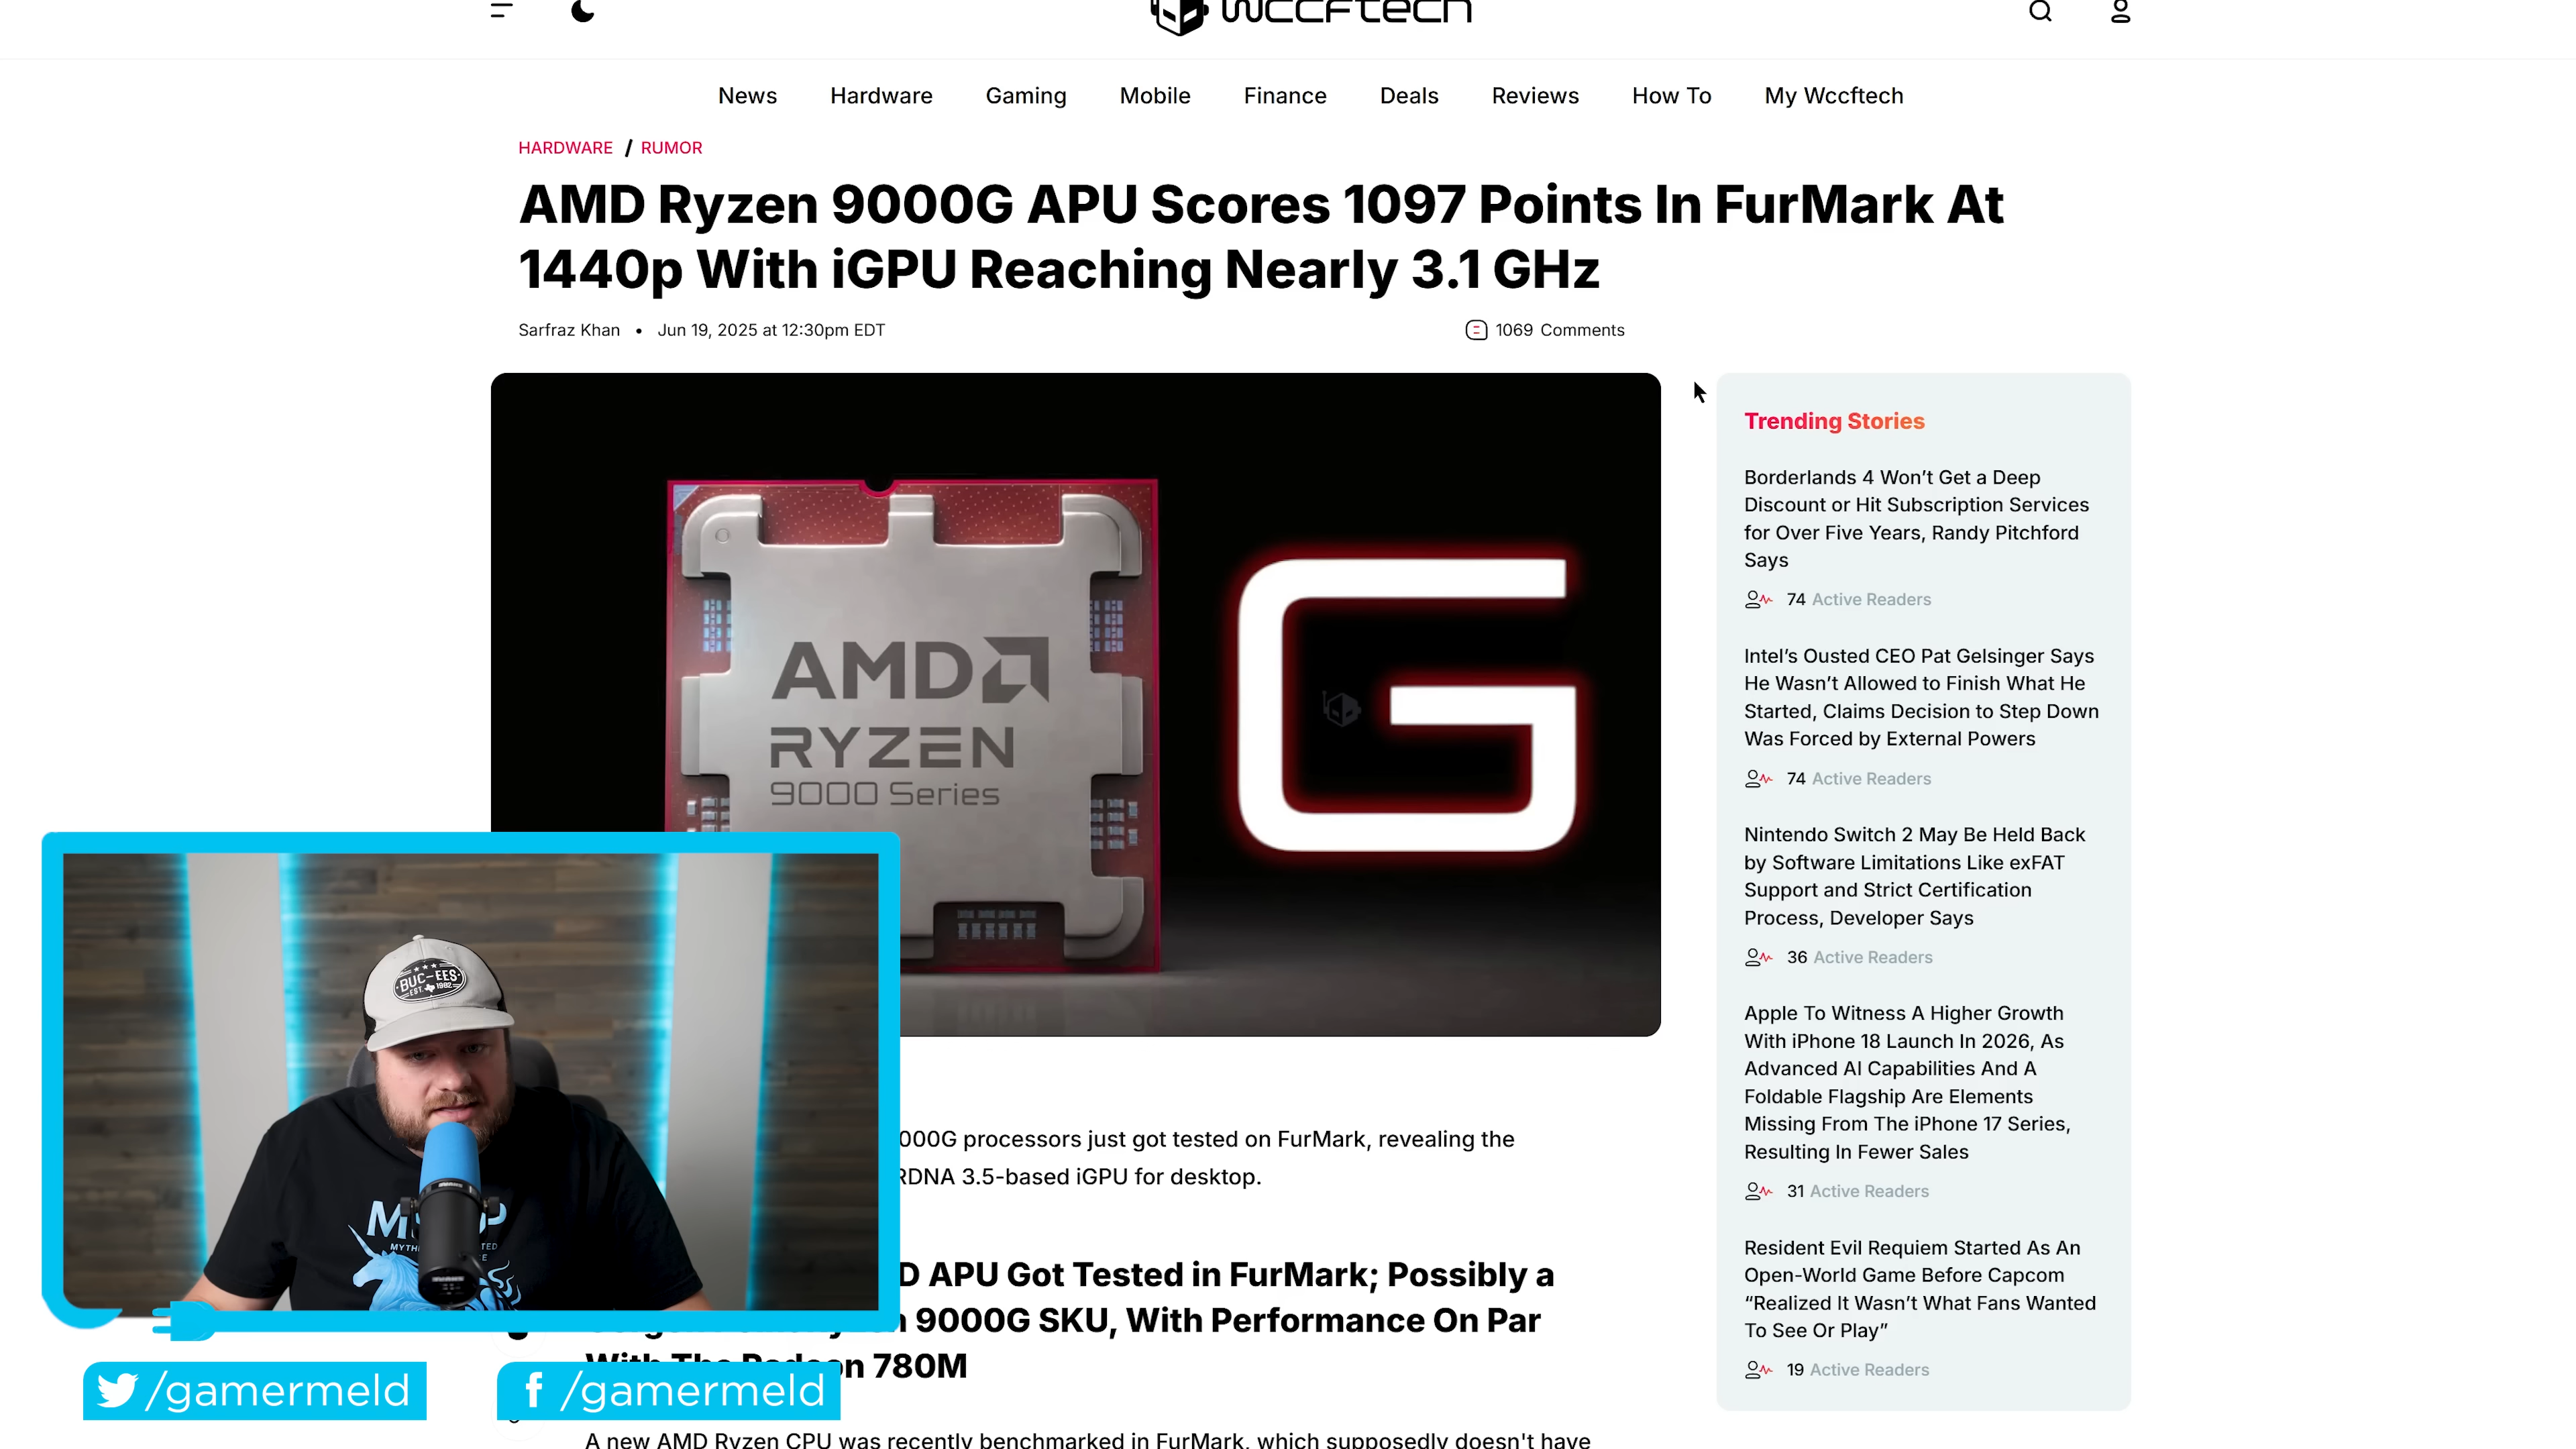 wccftech
News Hardware Gaming Mobile Finance Deals Reviews How To My Wccftech
HARDWARE / RUMOR
AMD Ryzen 9000G APU Scores 1097 Points In FurMark At
1440p With iGPU Reaching Nearly 3.1 GHz
Sarfraz Khan • Jun 19, 2025 at 12:30pm EDT
1069 Comments
AMD
RYZEN
9000 Series
G
000G processors just got tested on FurMark, revealing the
RDNA 3.5-based iGPU for desktop.
D APU Got Tested in FurMark; Possibly a
9000G SKU, With Performance On Par
With The Radeon 780M
A new AMD Ryzen CPU was recently benchmarked in FurMark, which supposedly doesn't have
Trending Stories
Borderlands 4 Won't Get a Deep
Discount or Hit Subscription Services
for Over Five Years, Randy Pitchford
Says
74 Active Readers
Intel's Ousted CEO Pat Gelsinger Says
He Wasn't Allowed to Finish What He
Started, Claims Decision to Step Down
Was Forced by External Powers
74 Active Readers
Nintendo Switch 2 May Be Held Back
by Software Limitations Like exFAT
Support and Strict Certification
Process, Developer Says
36 Active Readers
Apple To Witness A Higher Growth
With iPhone 18 Launch In 2026, As
Advanced AI Capabilities And A
Foldable Flagship Are Elements
Missing From The iPhone 17 Series,
Resulting In Fewer Sales
31 Active Readers
Resident Evil Requiem Started As An
Open-World Game Before Capcom
“Realized It Wasn't What Fans Wanted
To See Or Play”
19 Active Readers
BUC-EES
EST. 1982
/gamermeld
f /gamermeld